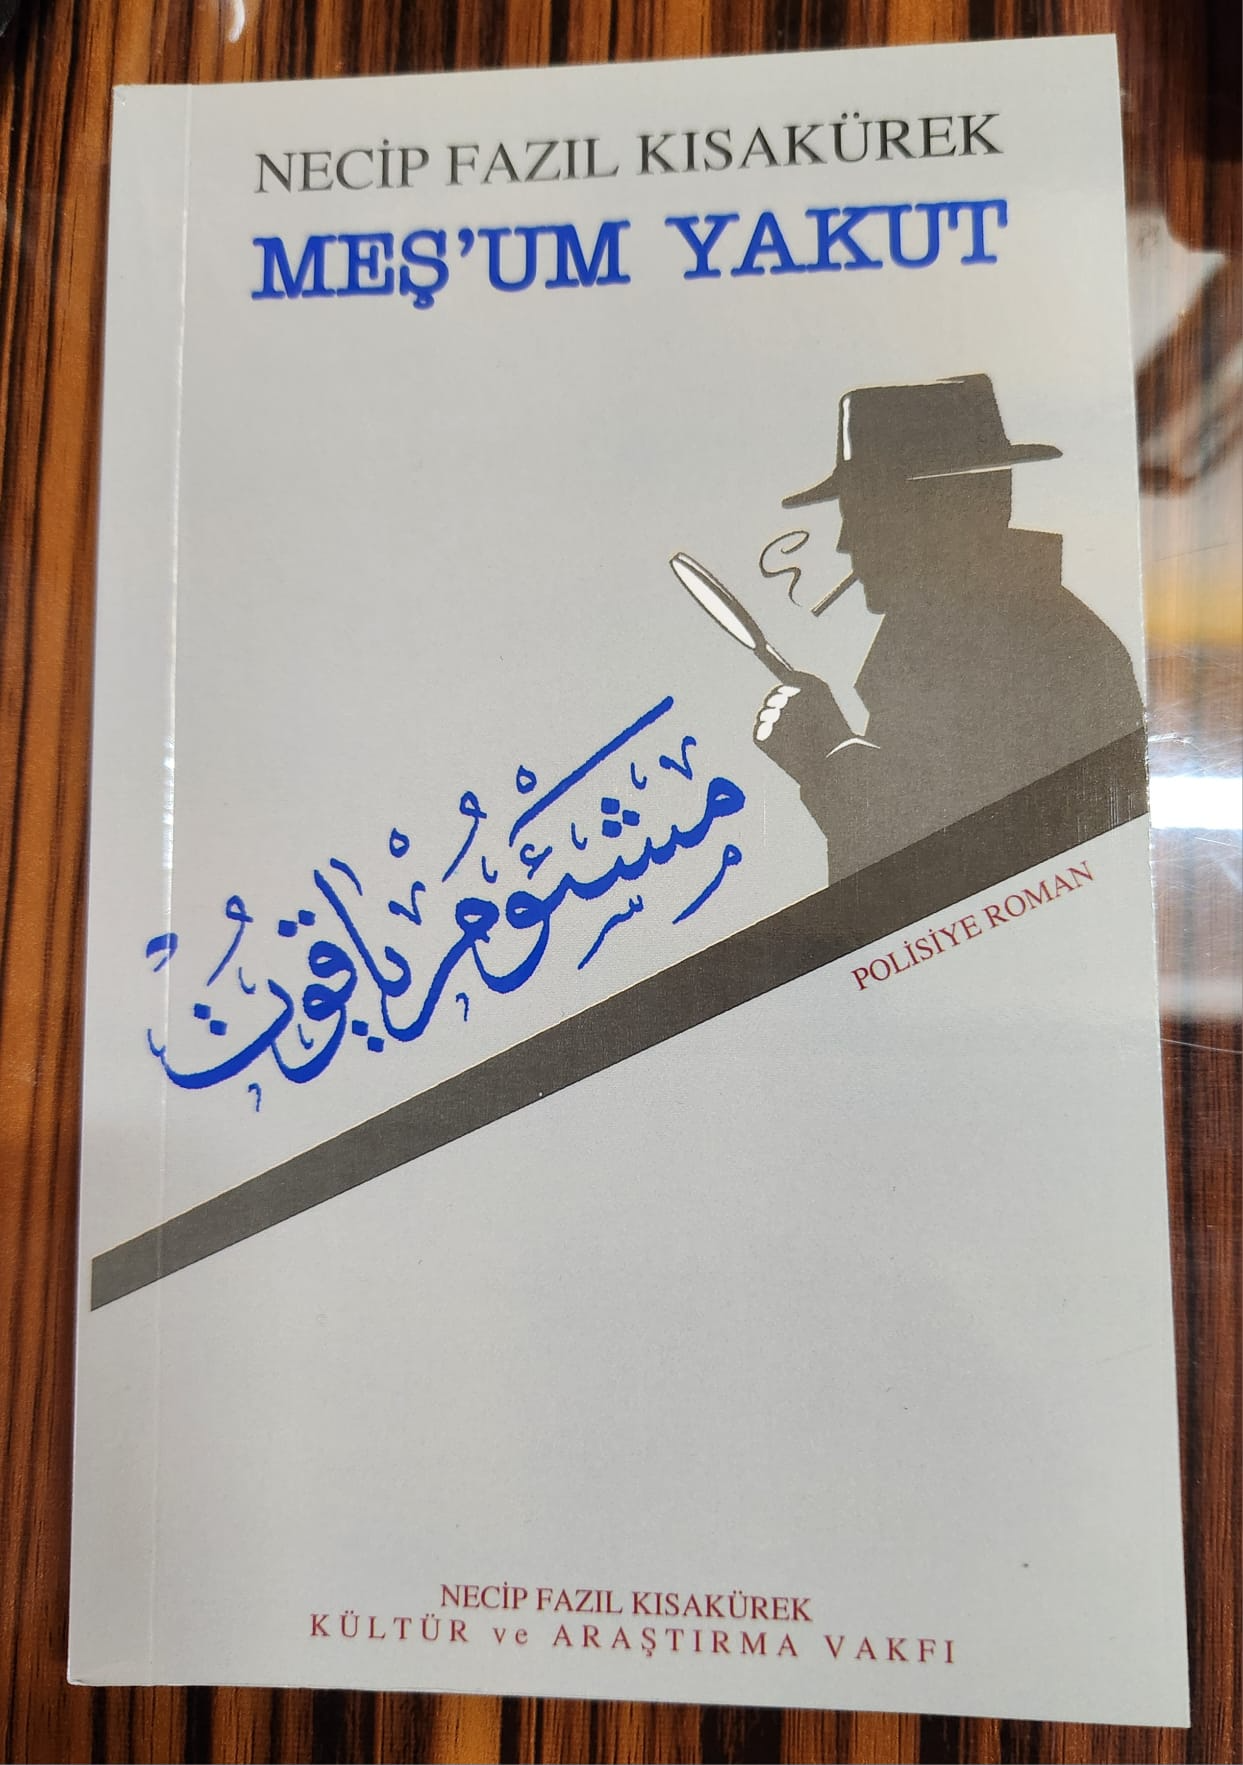 NECİP FAZIL KISAKÜREK
MEŞ'UM YAKUT
مشئوم ياقوت
POLİSİYE ROMAN
NECİP FAZIL KISAKÜREK
KÜLTÜR ve ARAŞTIRMA VAKFI